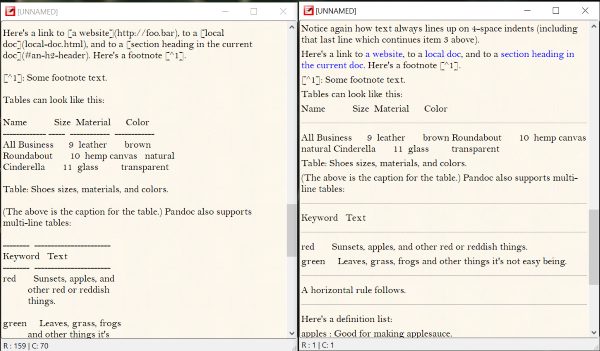 [UNNAMED]
Here's a link to [a website](http://foo.bar), to a [local
doc](local-doc.html), and to a [section heading in the current
doc](#an-h2-header). Here's a footnote [^1].
[^1]: Some footnote text.
Tables can look like this:
Name Size Material Color
------------- ----- ------------ ------------
All Business 9 leather brown
Roundabout 10 hemp canvas natural
Cinderella 11 glass transparent
Table: Shoes sizes, materials, and colors.
(The above is the caption for the table.) Pandoc also supports
multi-line tables:
-------- -----------------------
Keyword Text
-------- -----------------------
red Sunsets, apples, and
other red or reddish
things.
green Leaves, grass, frogs
and other things it's
R : 159 | C: 70
[UNNAMED]
Notice again how text always lines up on 4-space indents (including
that last line which continues item 3 above).
Here's a link to a website, to a local doc, and to a section heading in
the current doc. Here's a footnote [^1].
[^1]: Some footnote text.
Tables can look like this:
Name Size Material Color
All Business 9 leather brown Roundabout 10 hemp canvas
natural Cinderella 11 glass transparent
Table: Shoes sizes, materials, and colors.
(The above is the caption for the table.) Pandoc also supports multi-
line tables:
Keyword Text
red Sunsets, apples, and other red or reddish things.
green Leaves, grass, frogs and other things it's not easy being.
A horizontal rule follows.
Here's a definition list:
apples : Good for making applesauce.
R : 1 | C: 1